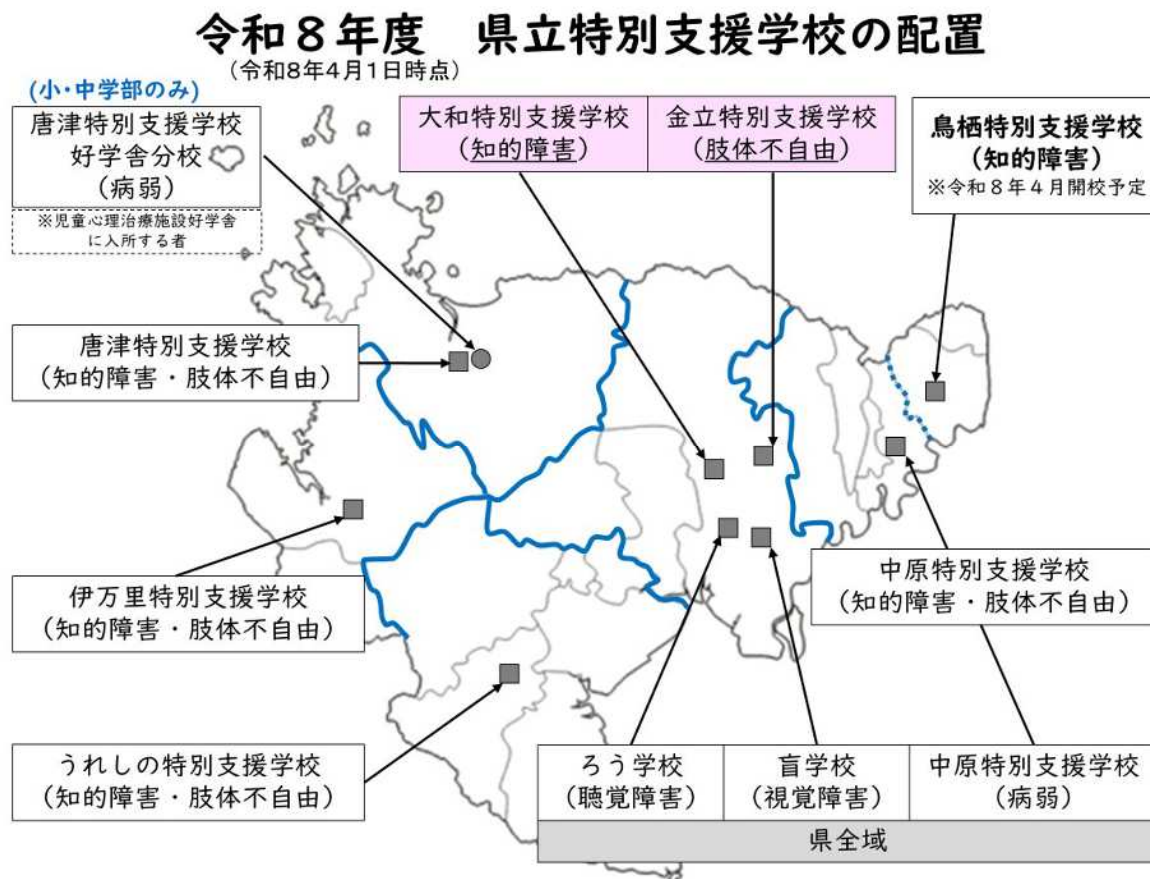 令和８年度　県立特別支援学校の配置
（令和8年4月1日時点）
(小・中学部のみ)
唐津特別支援学校
好学舎分校
（病弱）
※児童心理治療施設好学舎
に入所する者
大和特別支援学校
（知的障害）
金立特別支援学校
（肢体不自由）
鳥栖特別支援学校
（知的障害）
※令和８年４月開校予定
唐津特別支援学校
（知的障害・肢体不自由）
伊万里特別支援学校
（知的障害・肢体不自由）
中原特別支援学校
（知的障害・肢体不自由）
うれしの特別支援学校
（知的障害・肢体不自由）
ろう学校
（聴覚障害）
盲学校
（視覚障害）
中原特別支援学校
（病弱）
県全域